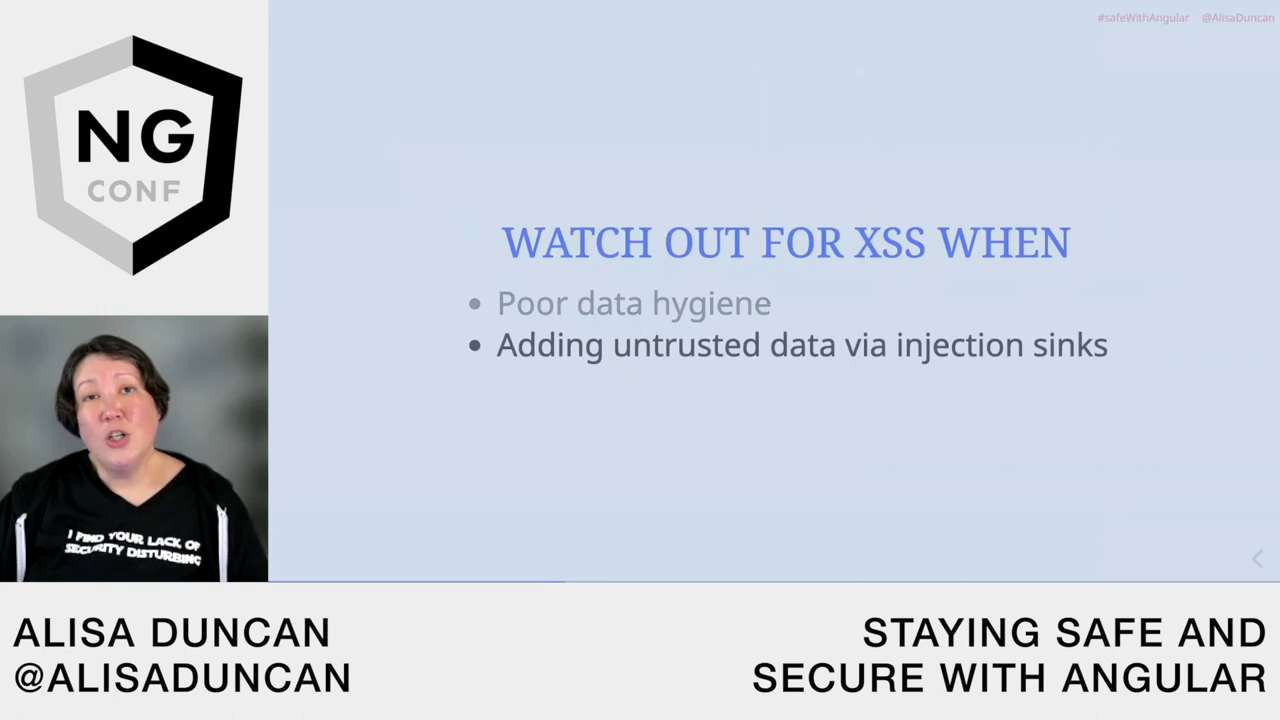 #safeWithAngular @AlisaDuncan
NG
CONF
WATCH OUT FOR XSS WHEN
• Poor data hygiene
• Adding untrusted data via injection sinks
I FIND YOUR LACK OF
SECURITY DISTURBING
ALISA DUNCAN
@ALISADUNCAN
STAYING SAFE AND
SECURE WITH ANGULAR